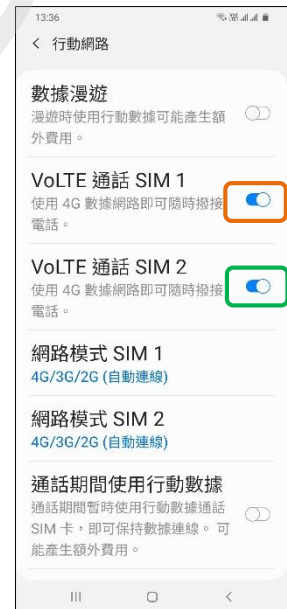 13:36
行動網路
數據漫遊
漫遊時使用行動數據可能產生額
外費用。
VoLTE 通話 SIM 1
使用 4G 數據網路即可隨時撥接
電話。
VoLTE 通話 SIM 2
使用 4G 數據網路即可隨時撥接
電話。
網路模式 SIM 1
4G/3G/2G (自動連線)
網路模式 SIM 2
4G/3G/2G (自動連線)
通話期間使用行動數據
通話期間暫時使用行動數據通話
SIM 卡，即可保持數據連線。 可
能產生額外費用。